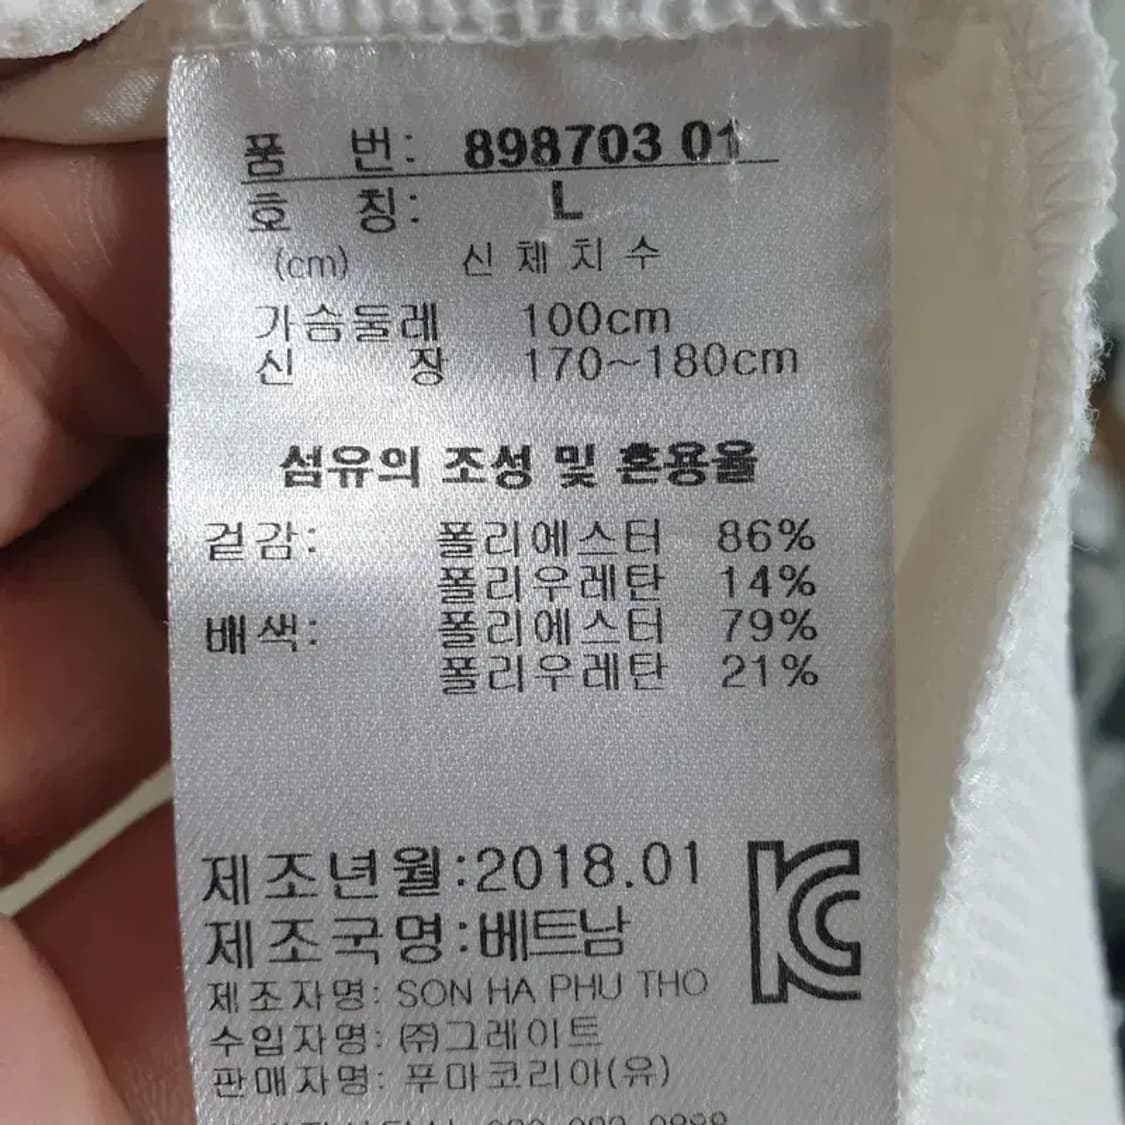 품 번: 898703 01
호 칭: L
(cm) 신체치수
가슴둘레 100cm
신 장 170~180cm
섬유의 조성 및 혼용율
겉감: 폴리에스터 86%
폴리우레탄 14%
배색: 폴리에스터 79%
폴리우레탄 21%
제조년월:2018.01
제조국명:베트남
제조자명: SON HA PHU THO
수입자명: (주)그레이트
판매자명: 푸마코리아(유)